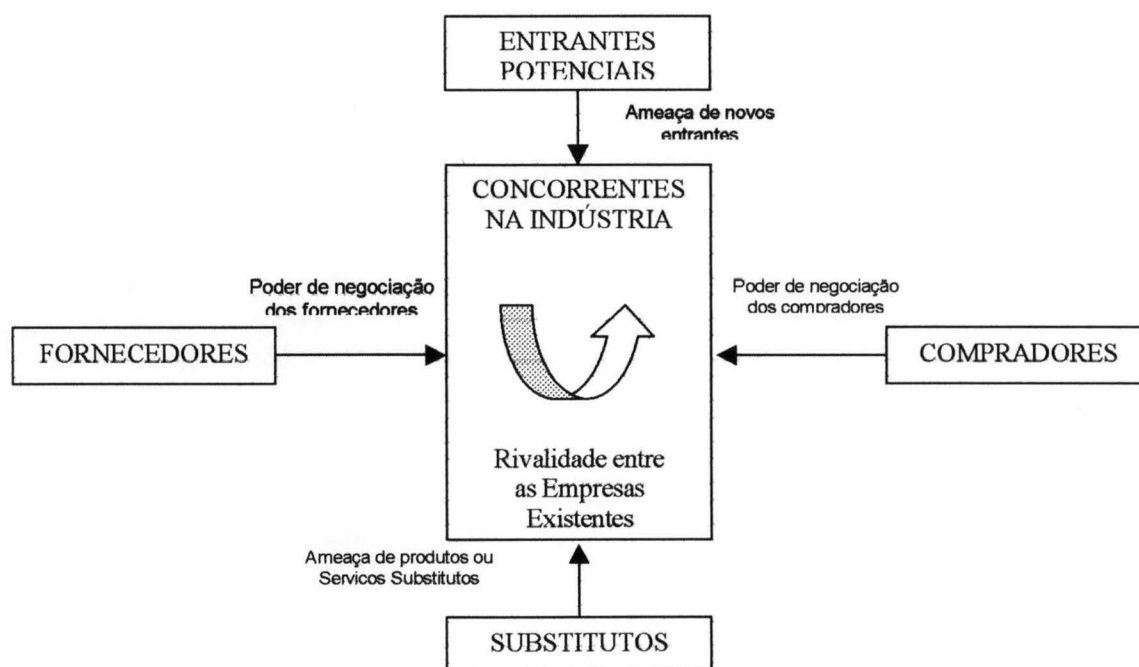 ENTRANTES
POTENCIAIS
Ameaça de novos
entrantes
CONCORRENTES
NA INDÚSTRIA
Poder de negociação
dos fornecedores
Poder de negociação
dos compradores
FORNECEDORES
COMPRADORES
Rivalidade entre
as Empresas
Existentes
Ameaça de produtos ou
Servicos Substitutos
SUBSTITUTOS